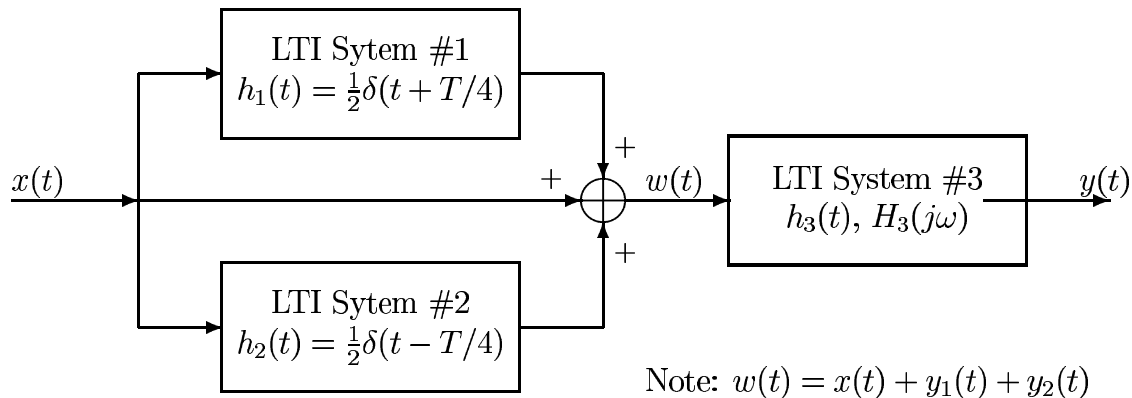 LTI Sytem #1
h₁(t) = ½δ(t + T/4)
+
x(t)
+
w(t)
LTI System #3
h₃(t), H₃(jω)
y(t)
+
LTI Sytem #2
h₂(t) = ½δ(t − T/4)
Note: w(t) = x(t) + y₁(t) + y₂(t)